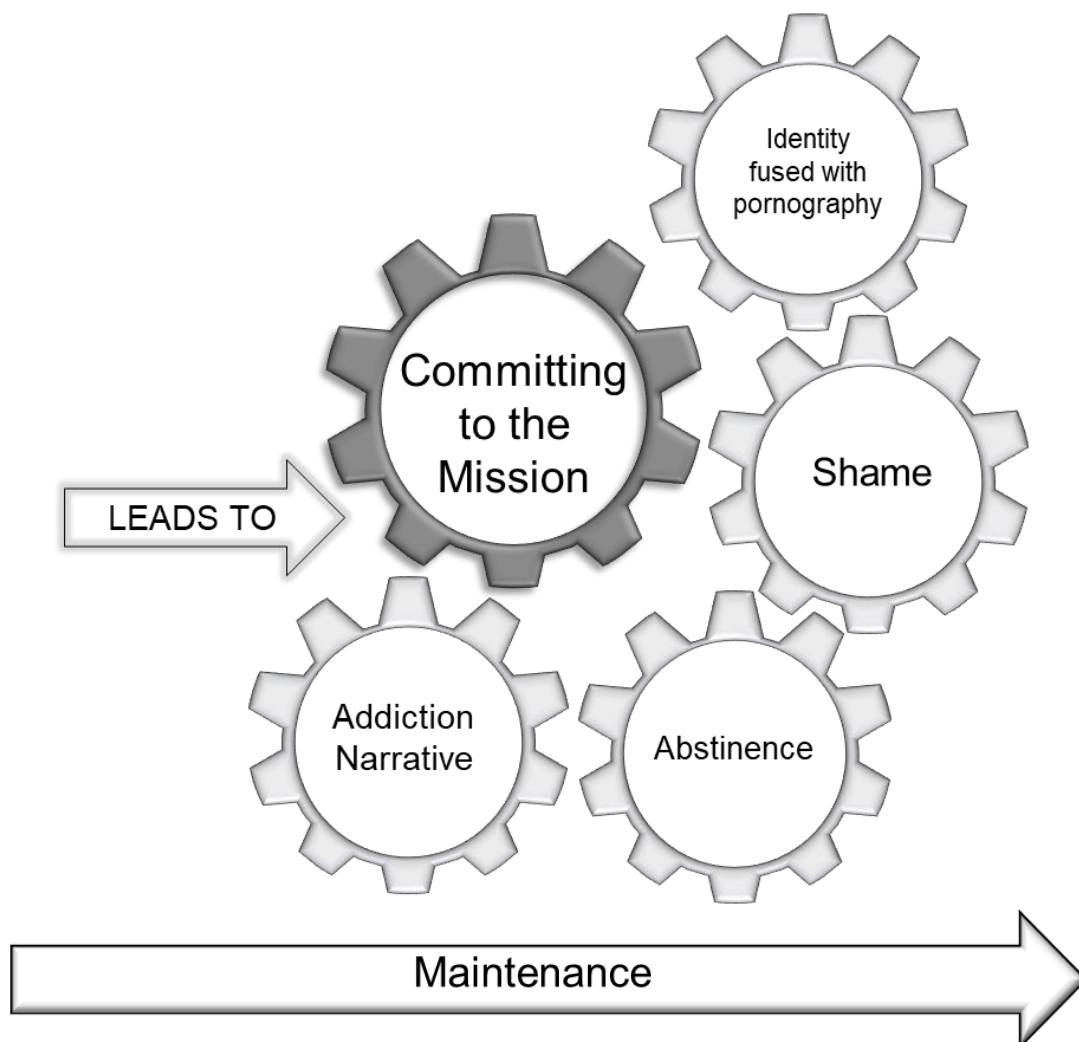 Identity
fused with
pornography
Committing
to the
Mission
Shame
LEADS TO
Addiction
Narrative
Abstinence
Maintenance